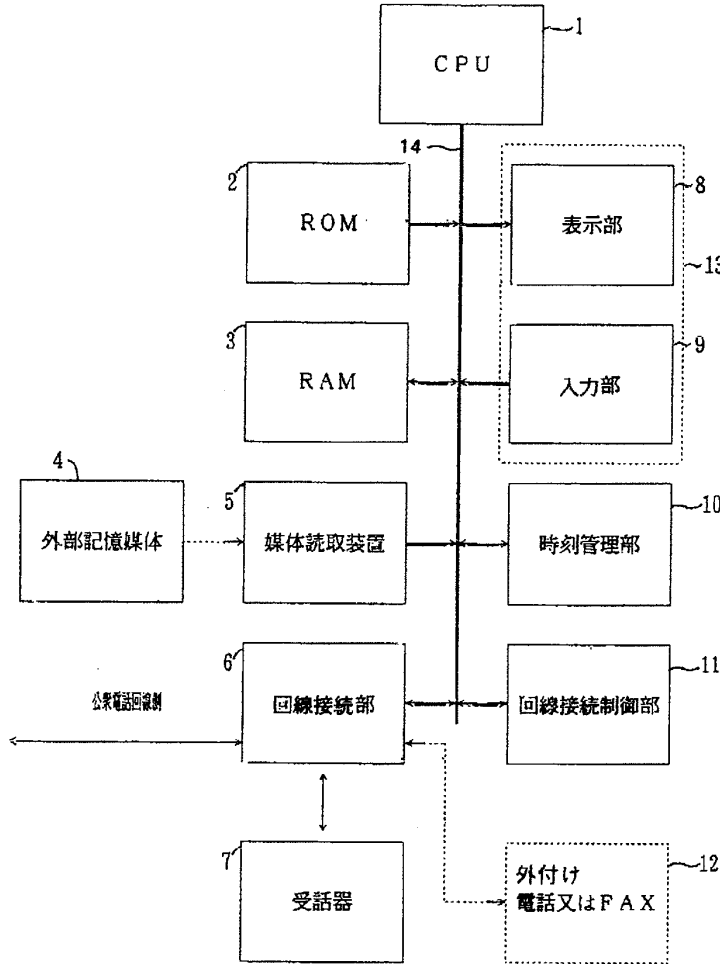 1
CPU
14
2
ROM
8
表示部
13
3
RAM
9
入力部
4
外部記憶媒体
5
媒体読取装置
10
時刻管理部
6
回線接続部
11
回線接続制御部
公衆電話回線側
7
受話器
12
外付け
電話又はFAX